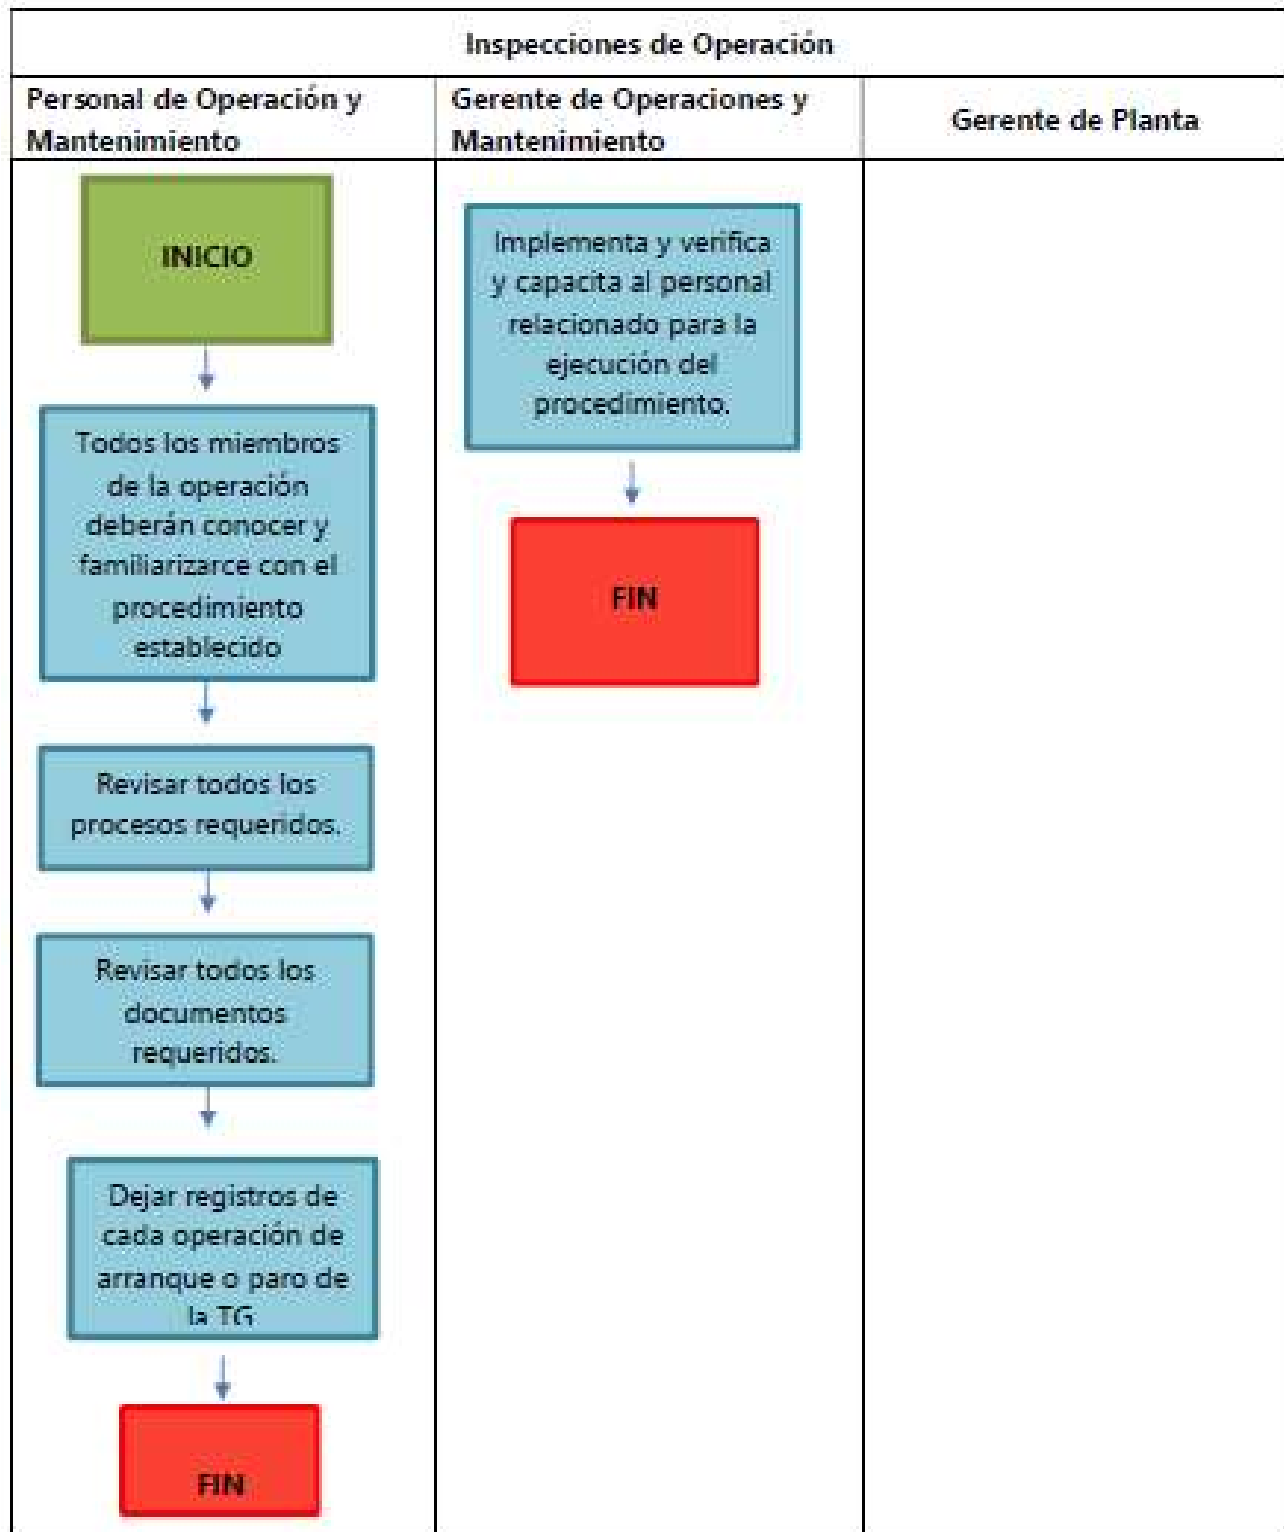 Inspecciones de Operación
Personal de Operación y
Mantenimiento
Gerente de Operaciones y
Mantenimiento
Gerente de Planta
INICIO
Todos los miembros
de la operación
deberán conocer y
familiarizarce con el
procedimiento
establecido
Revisar todos los
procesos requeridos.
Revisar todos los
documentos
requeridos.
Dejar registros de
cada operación de
arranque o paro de
la TG
FIN
Implementa y verifica
y capacita al personal
relacionado para la
ejecución del
procedimiento.
FIN